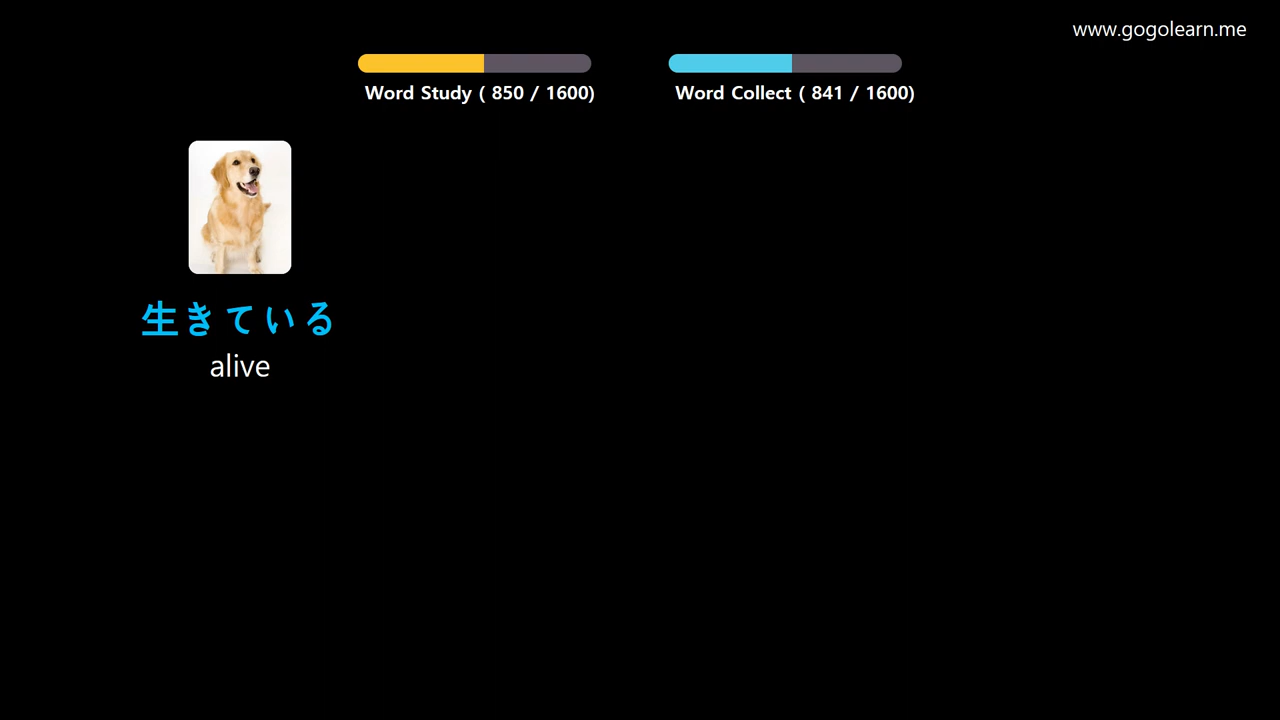 www.gogolearn.me
Word Study ( 850 / 1600)
Word Collect ( 841 / 1600)
生きている
alive